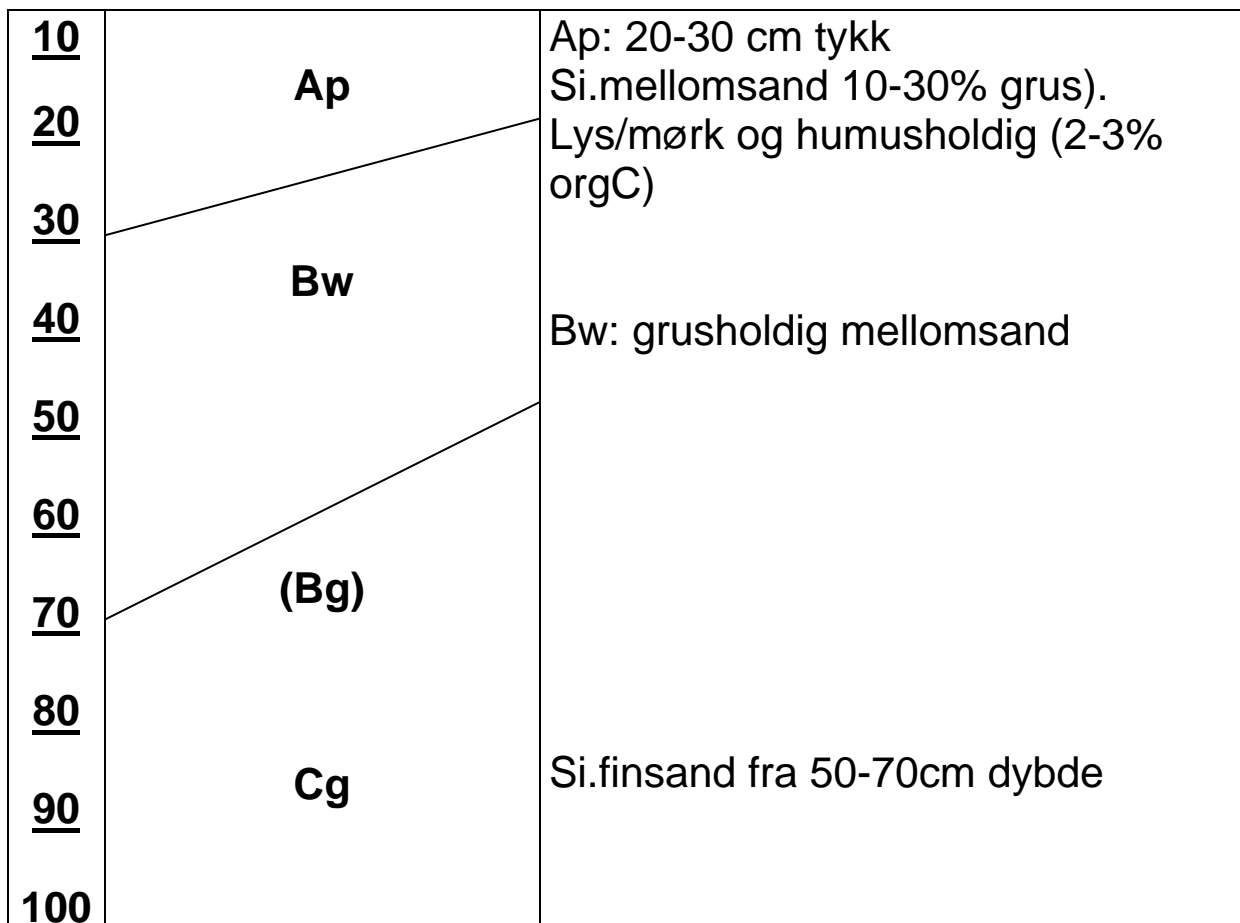 10
Ap: 20-30 cm tykk
Ap
Si.mellomsand 10-30% grus).
20
Lys/mørk og humusholdig (2-3%
orgC)
30
Bw
40
Bw: grusholdig mellomsand
50
60
(Bg)
70
80
Cg
Si.finsand fra 50-70cm dybde
90
100